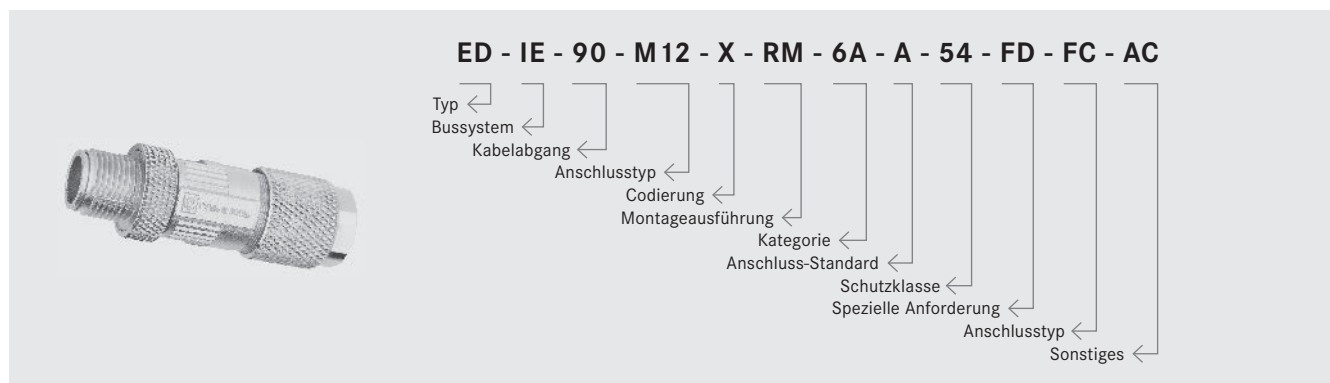 ED - IE - 90 - M12 - X - RM - 6A - A - 54 - FD - FC - AC
Typ
Bussystem
Kabelabgang
Anschlusstyp
Codierung
Montageausführung
Kategorie
Anschluss-Standard
Schutzklasse
Spezielle Anforderung
Anschlusstyp
Sonstiges